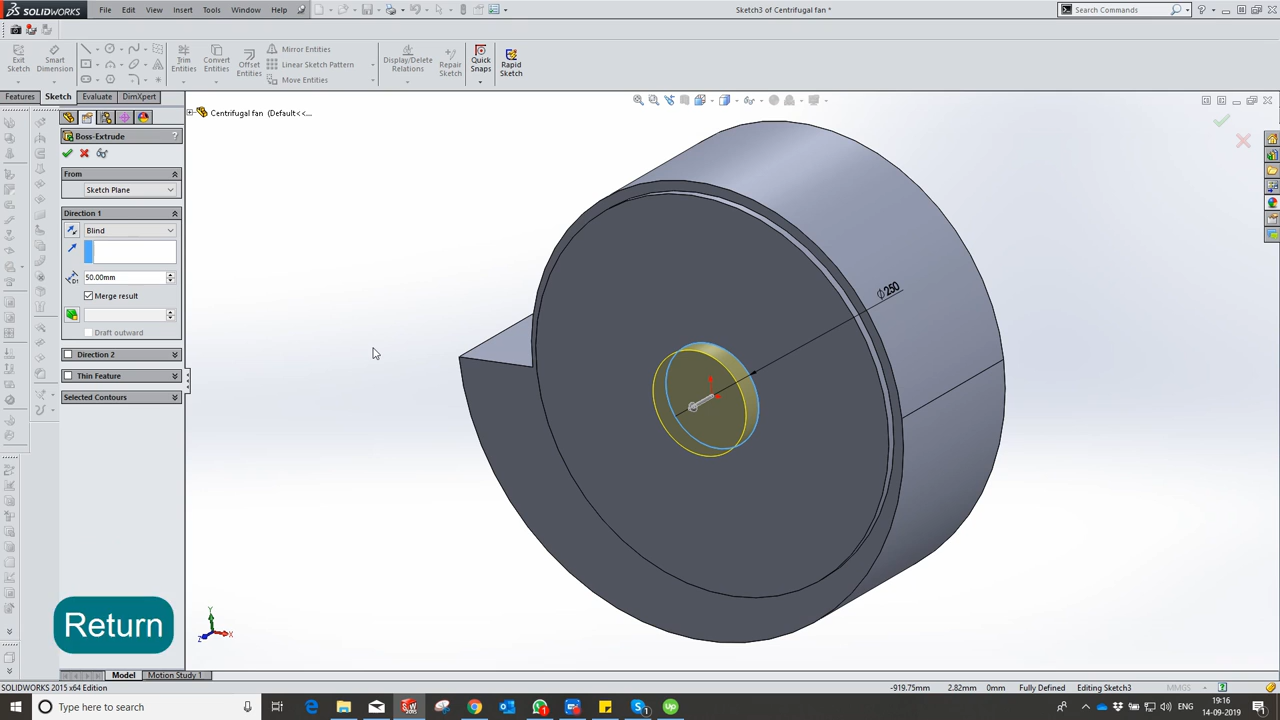 SOLIDWORKS File Edit View Insert Tools Window Help Sketch3 of Centrifugal fan * Search Commands
Exit Sketch
Smart Dimension
Trim Entities
Convert Entities
Offset Entities
Mirror Entities
Linear Sketch Pattern
Move Entities
Display/Delete Relations
Repair Sketch
Quick Snaps
Rapid Sketch
Features Sketch Evaluate DimXpert
Centrifugal fan (Default<<...
Boss-Extrude ?
From
Sketch Plane
Direction 1
Blind
50.00mm
Merge result
Draft outward
Direction 2
Thin Feature
Selected Contours
⌀250
Return
Y
X
Z
Model Motion Study 1
SOLIDWORKS 2015 x64 Edition -919.75mm 2.82mm 0mm Fully Defined Editing Sketch3 MMGS
Type here to search
ENG
19:16
14-09-2019